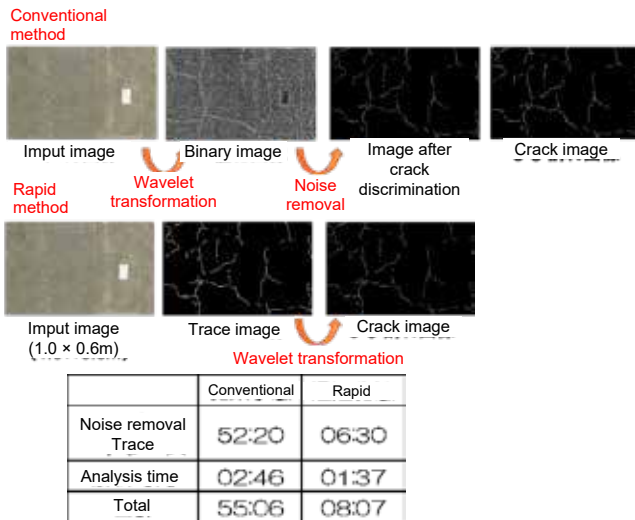 Conventional
method
Imput image
Binary image
Image after
crack
discrimination
Crack image
Wavelet
transformation
Noise
removal
Rapid
method
Imput image
(1.0 × 0.6m)
Trace image
Crack image
Wavelet transformation
Conventional Rapid
Noise removal
Trace
52:20 06:30
Analysis time 02:46 01:37
Total 55:06 08:07